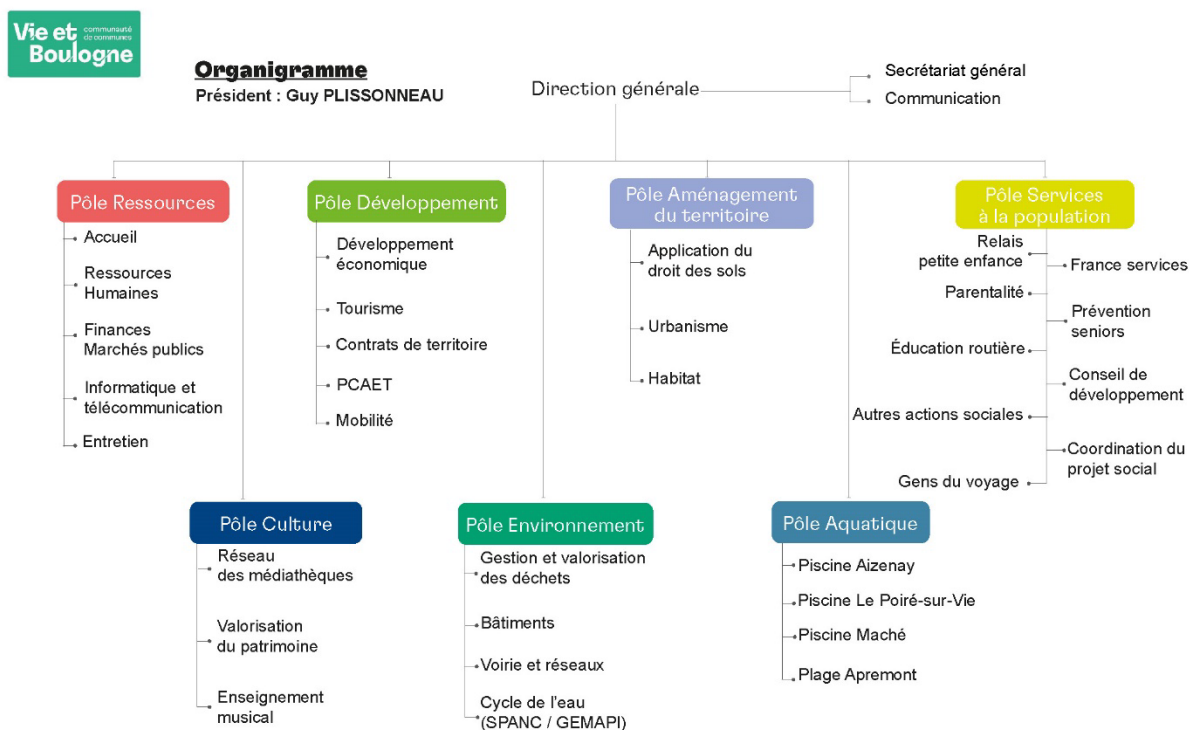 Vie et
Boulogne
communauté
de communes
Organigramme
Président : Guy PLISSONNEAU
Direction générale
Secrétariat général
Communication
Pôle Ressources
Accueil
Ressources
Humaines
Finances
Marchés publics
Informatique et
télécommunication
Entretien
Pôle Développement
Développement
économique
Tourisme
Contrats de territoire
PCAET
Mobilité
Pôle Aménagement
du territoire
Application du
droit des sols
Urbanisme
Habitat
Pôle Services
à la population
Relais
petite enfance
France services
Parentalité
Prévention
seniors
Éducation routière
Conseil de
développement
Autres actions sociales
Coordination du
projet social
Gens du voyage
Pôle Culture
Réseau
des médiathèques
Valorisation
du patrimoine
Enseignement
musical
Pôle Environnement
Gestion et valorisation
des déchets
Bâtiments
Voirie et réseaux
Cycle de l'eau
(SPANC / GEMAPI)
Pôle Aquatique
Piscine Aizenay
Piscine Le Poiré-sur-Vie
Piscine Maché
Plage Apremont